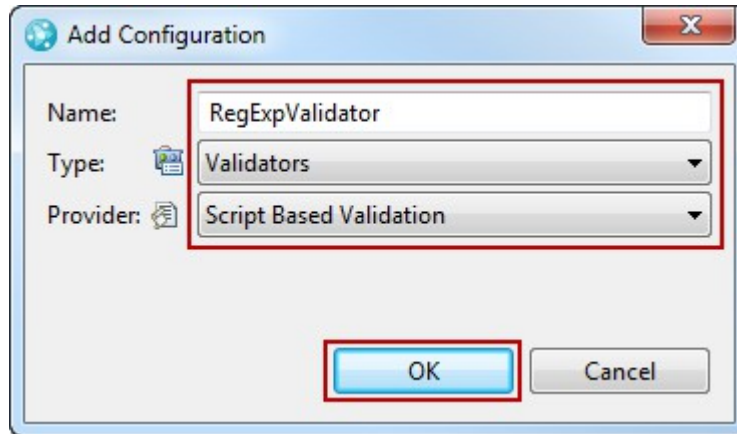 Add Configuration
Name: RegExpValidator
Type: Validators
Provider: Script Based Validation
OK Cancel